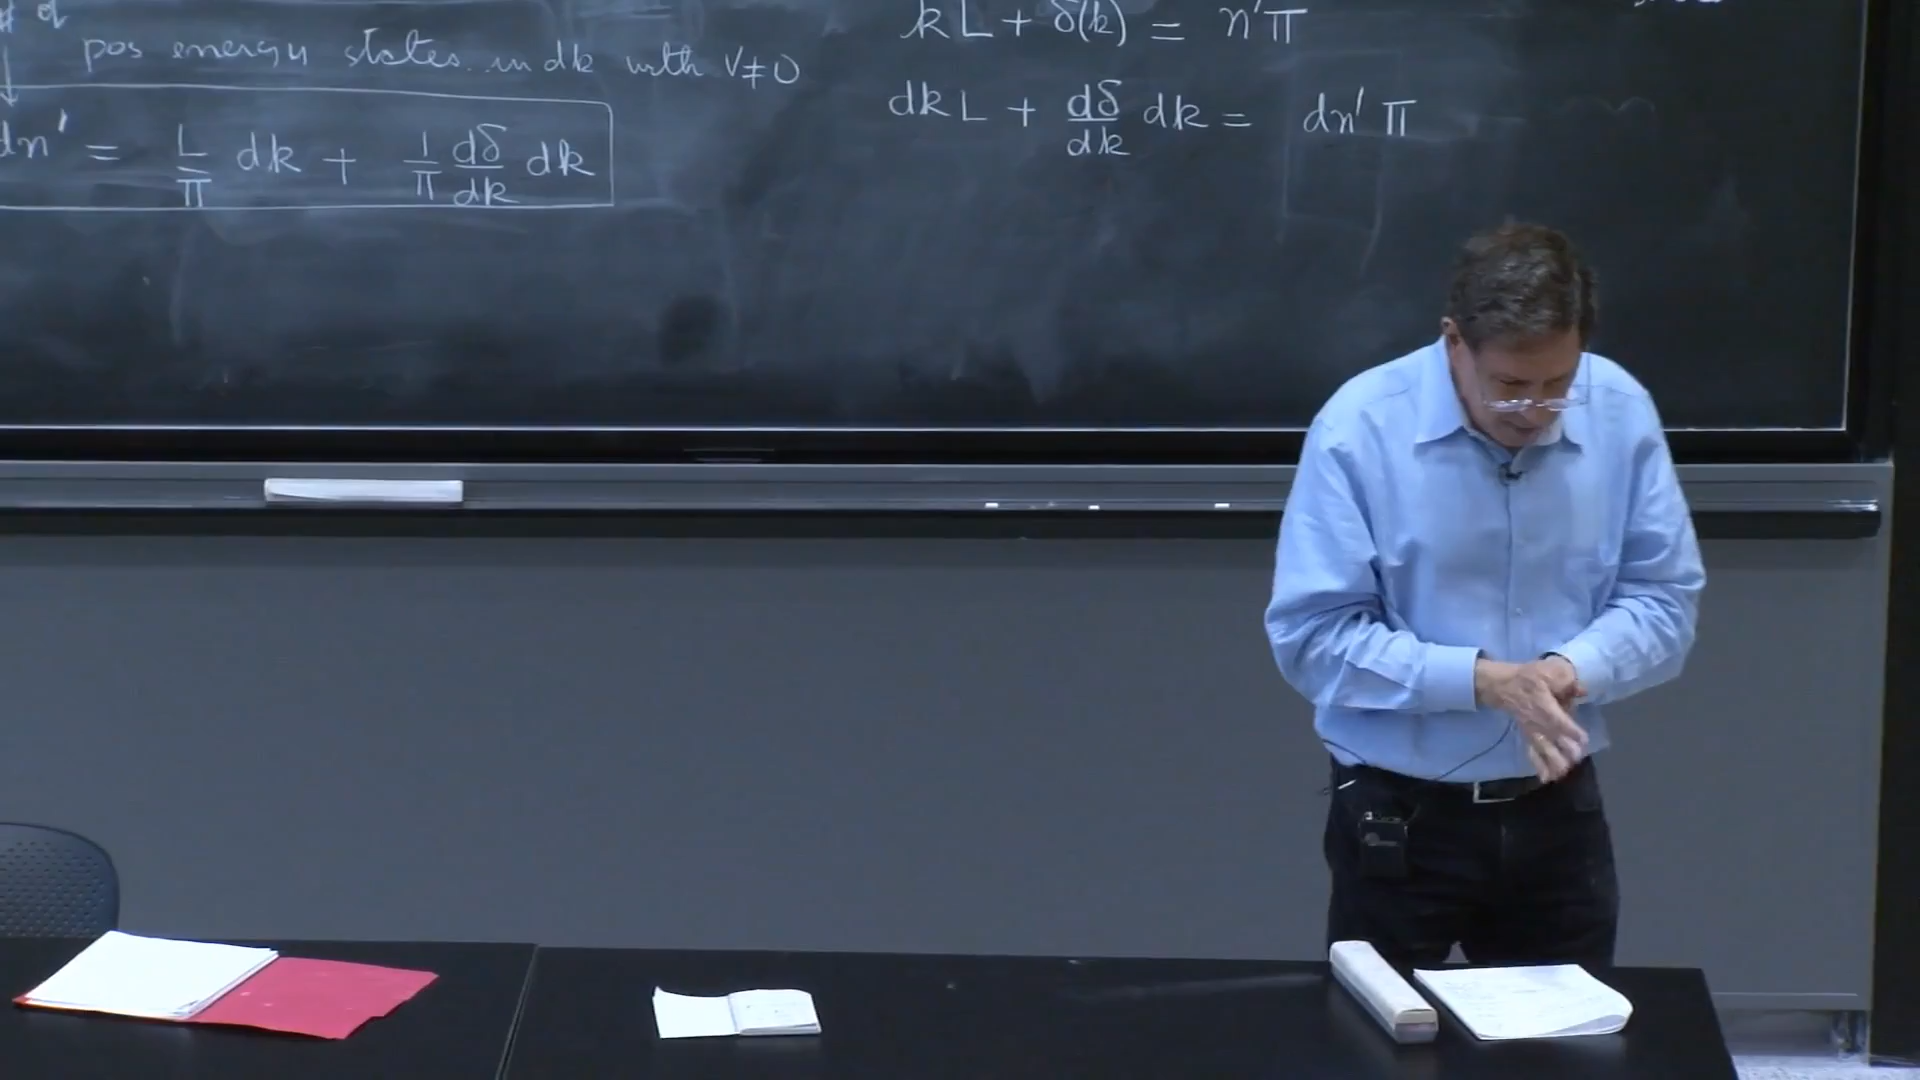 # of
pos energy states in dk with V≠0
dn' = L/π dk + 1/π dδ/dk dk
kL + δ(k) = n'π
dk L + dδ/dk dk = dn' π